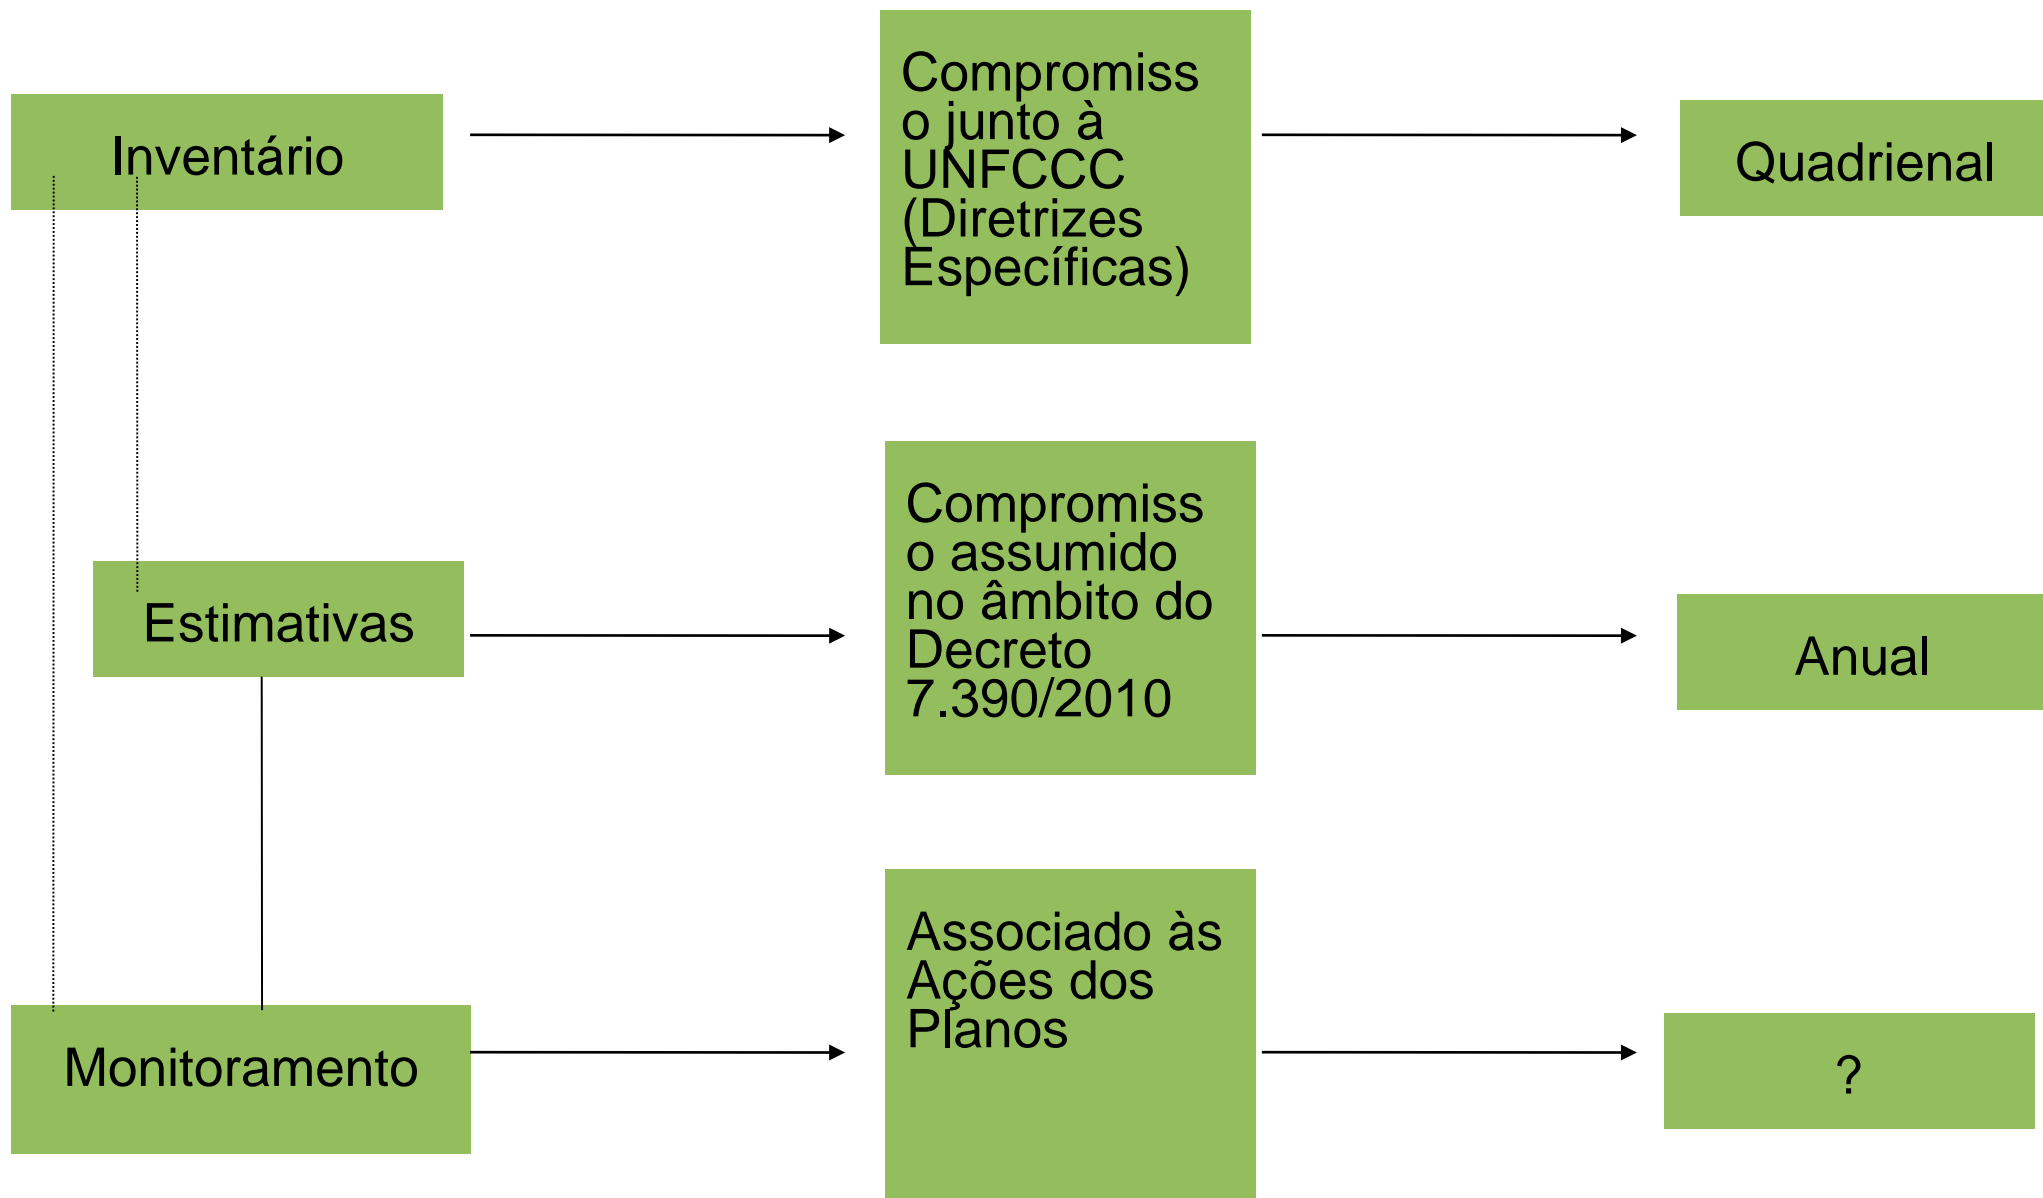 Inventário
Compromiss
o junto à
UNFCCC
(Diretrizes
Específicas)
Quadrienal
Estimativas
Compromiss
o assumido
no âmbito do
Decreto
7.390/2010
Anual
Monitoramento
Associado às
Ações dos
Planos
?